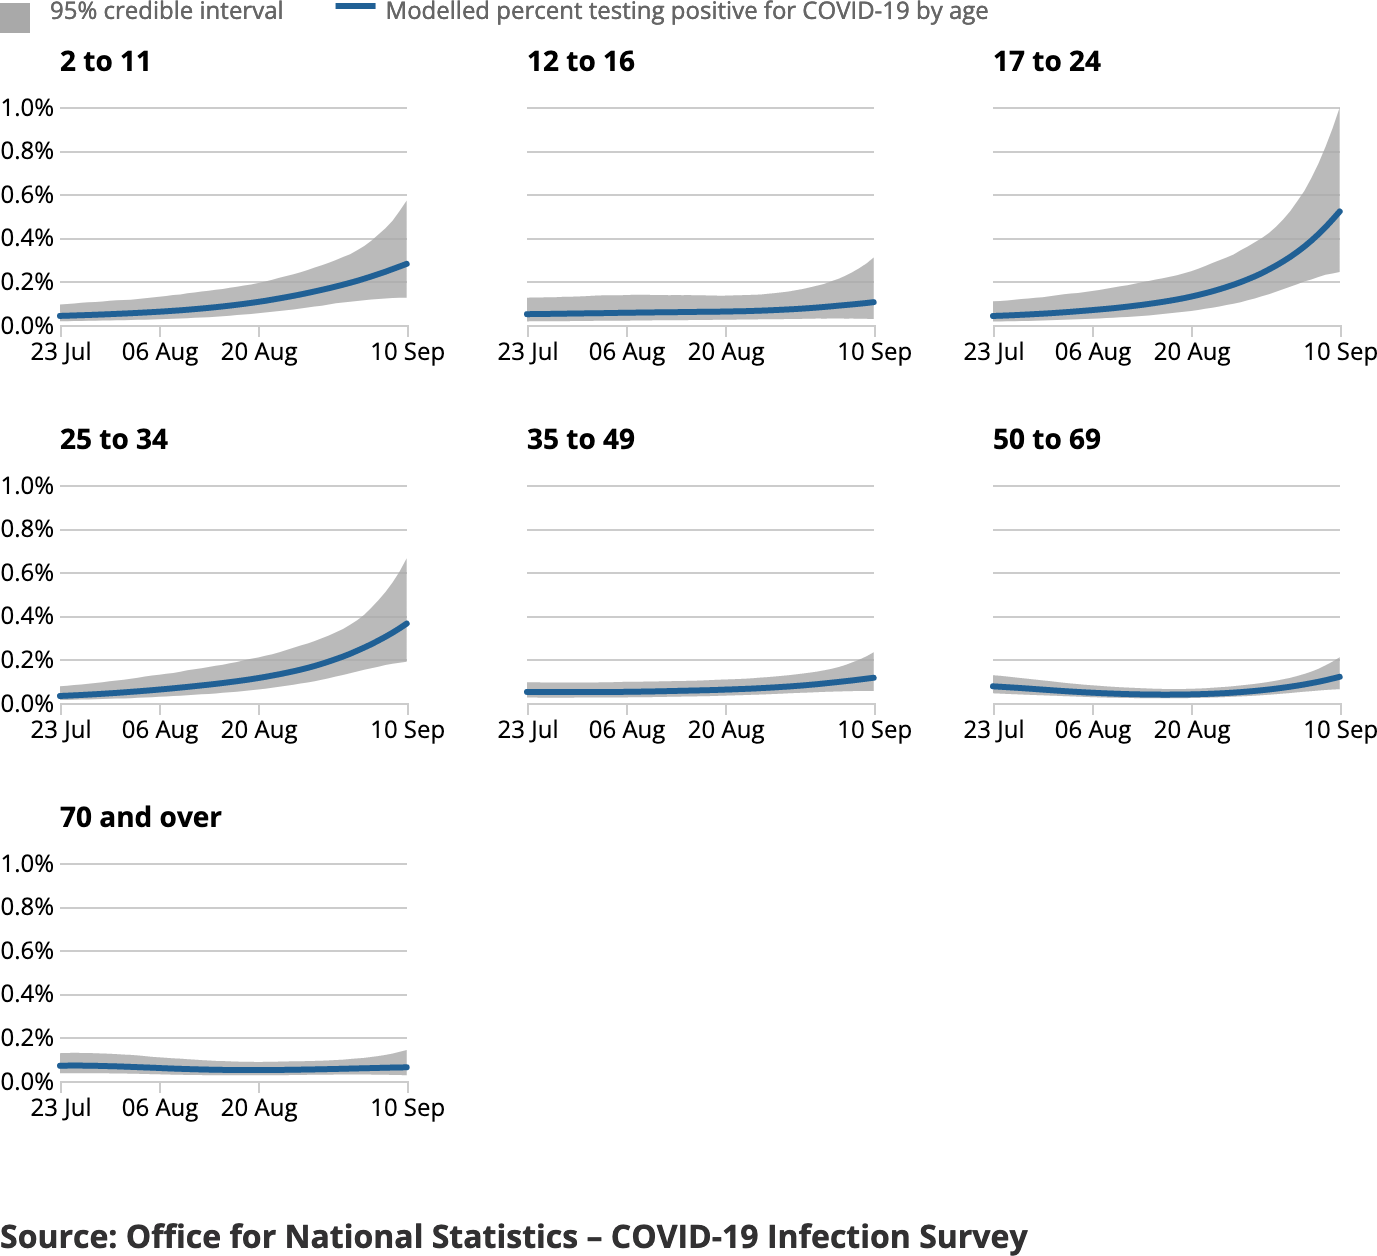 95% credible interval Modelled percent testing positive for COVID-19 by age
2 to 11 12 to 16 17 to 24
1.0%
0.8%
0.6%
0.4%
0.2%
0.0%
23 Jul 06 Aug 20 Aug 10 Sep 23 Jul 06 Aug 20 Aug 10 Sep 23 Jul 06 Aug 20 Aug 10 Sep
25 to 34 35 to 49 50 to 69
1.0%
0.8%
0.6%
0.4%
0.2%
0.0%
23 Jul 06 Aug 20 Aug 10 Sep 23 Jul 06 Aug 20 Aug 10 Sep 23 Jul 06 Aug 20 Aug 10 Sep
70 and over
1.0%
0.8%
0.6%
0.4%
0.2%
0.0%
23 Jul 06 Aug 20 Aug 10 Sep
Source: Office for National Statistics – COVID-19 Infection Survey